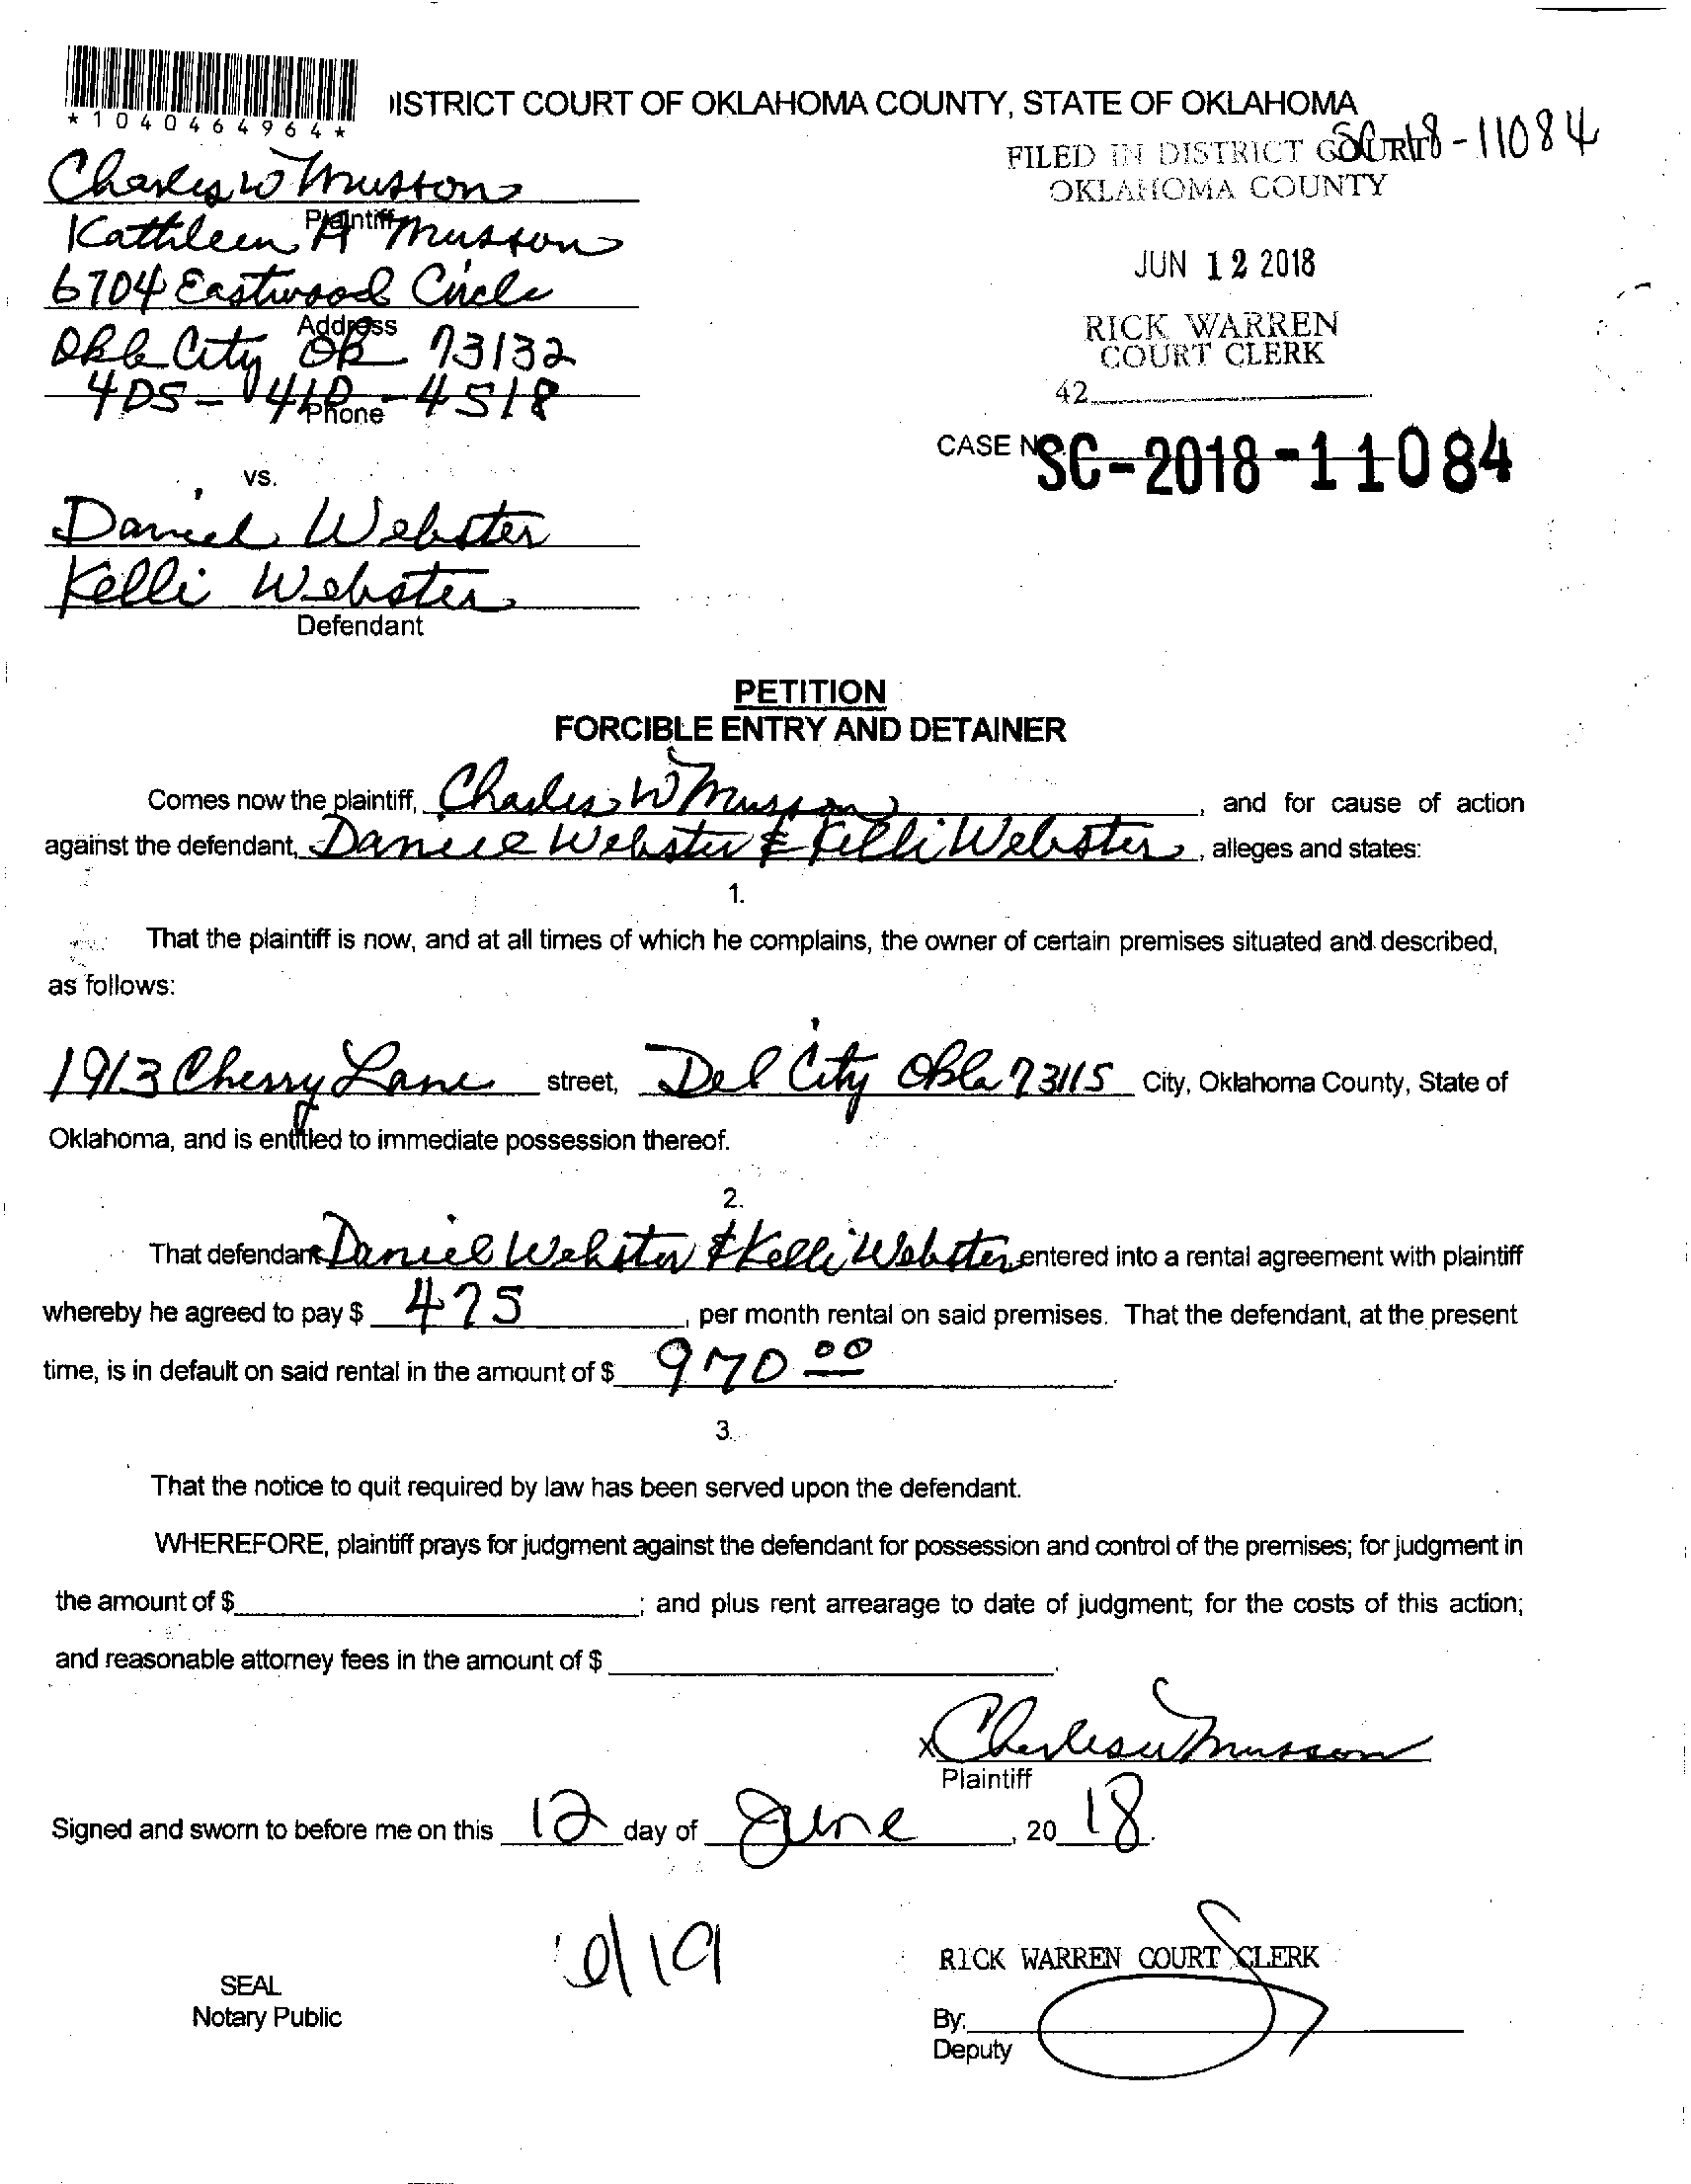 *1040464964*
DISTRICT COURT OF OKLAHOMA COUNTY, STATE OF OKLAHOMA
SC-18-11084
FILED IN DISTRICT COURT
OKLAHOMA COUNTY
Charles W Musson
Plaintiff
Kathleen A Musson
6704 Eastwood Circle
Address
Okla City Ok 73132
405-410-4518
Phone
JUN 12 2018
RICK WARREN
COURT CLERK
42
CASE NO. SC-2018-11084
vs.
Daniel Webster
Kelli Webster
Defendant
PETITION
FORCIBLE ENTRY AND DETAINER
Comes now the plaintiff, Charles W Musson, and for cause of action
against the defendant, Daniel Webster & Kelli Webster, alleges and states:
1.
That the plaintiff is now, and at all times of which he complains, the owner of certain premises situated and described,
as follows:
1913 Cherry Lane street, Del City Okla 73115 City, Oklahoma County, State of
Oklahoma, and is entitled to immediate possession thereof.
2.
That defendant Daniel Webster & Kelli Webster entered into a rental agreement with plaintiff
whereby he agreed to pay $ 475, per month rental on said premises. That the defendant, at the present
time, is in default on said rental in the amount of $ 970 00.
3.
That the notice to quit required by law has been served upon the defendant.
WHEREFORE, plaintiff prays for judgment against the defendant for possession and control of the premises; for judgment in
the amount of $ ; and plus rent arrearage to date of judgment; for the costs of this action;
and reasonable attorney fees in the amount of $ .
x Charles W Musson
Plaintiff
Signed and sworn to before me on this 12 day of June, 20 18.
RICK WARREN COURT CLERK
SEAL
Notary Public
By:
Deputy